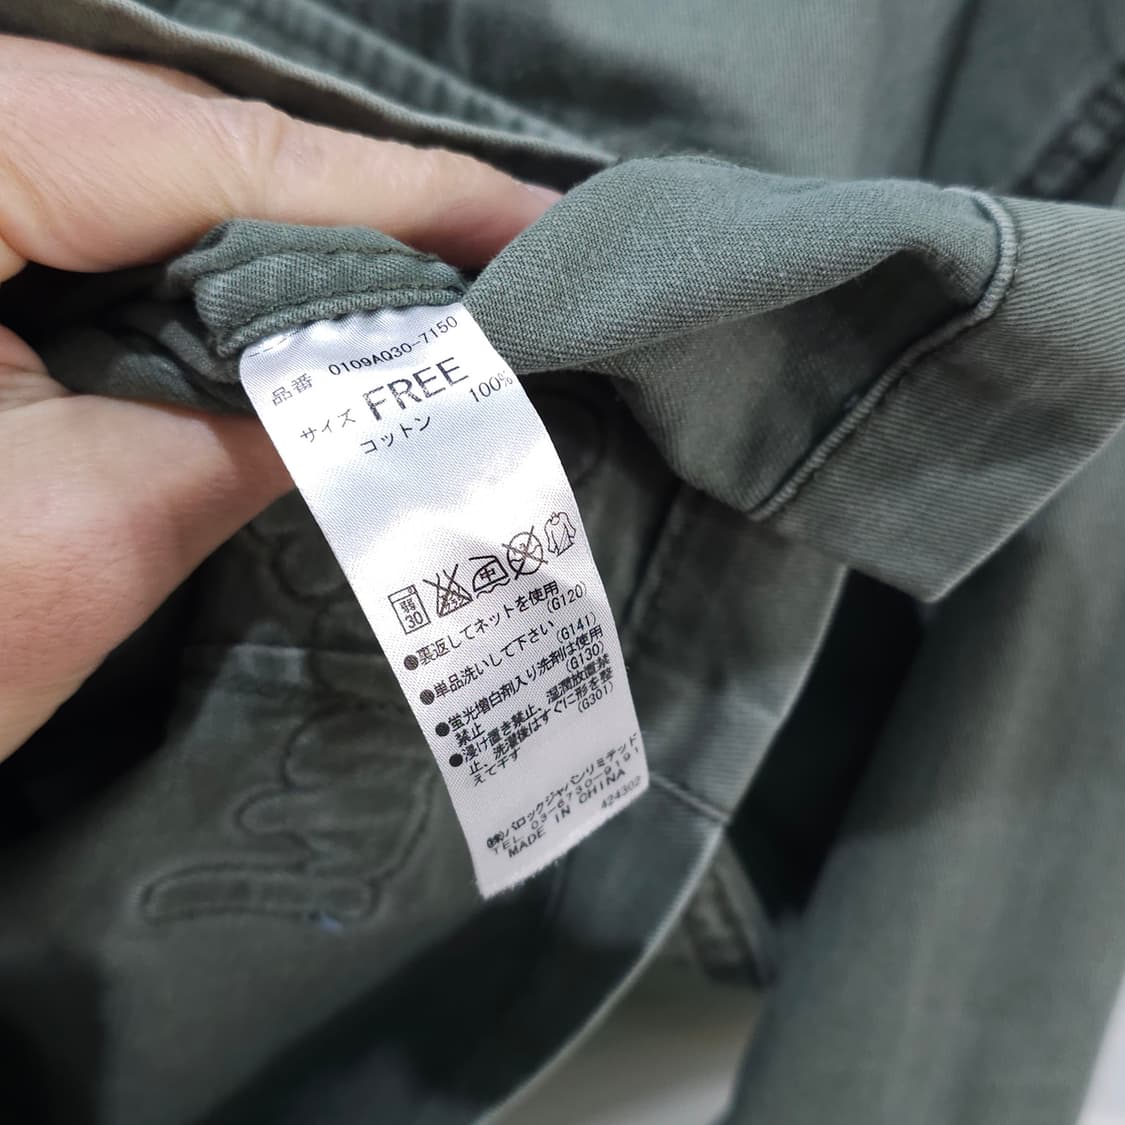 品番 0109AQ30-7150
サイズ FREE
コットン 100%
弱
30
中
●裏返してネットを使用
(G120)
●単品洗いして下さい
(G141)
●蛍光増白剤入り洗剤は使用
禁止 (G130)
●浸け置き禁止、湿潤放置禁
止、洗濯後はすぐに形を整
えて干す (G301)
㈱バロックジャパンリミテッド
TEL 03-6730-9191
MADE IN CHINA
424302